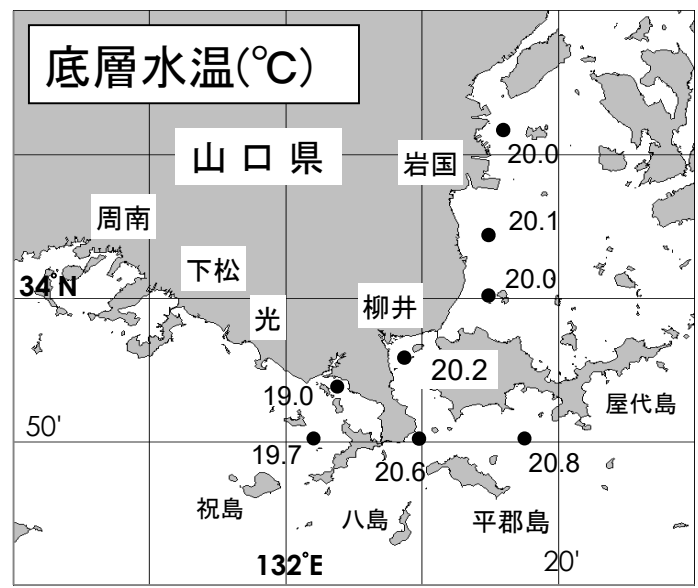 底層水温(℃)
山口県
岩国
20.0
周南
20.1
下松
34°N
20.0
光
柳井
20.2
19.0
屋代島
50'
19.7
20.6
20.8
祝島
八島
平郡島
132°E
20'